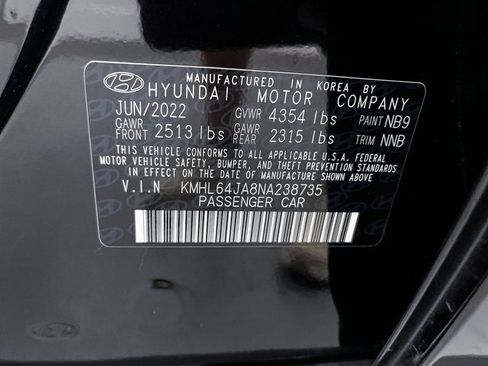 MANUFACTURED IN KOREA BY
HYUNDAI MOTOR COMPANY
JUN/2022 GVWR 4354 lbs PAINT NB9
GAWR FRONT 2513 lbs GAWR REAR 2315 lbs TRIM NNB
THIS VEHICLE CONFORMS TO ALL APPLICABLE U.S.A. FEDERAL
MOTOR VEHICLE SAFETY, BUMPER, AND THEFT PREVENTION STANDARDS
IN EFFECT ON THE DATE OF MANUFACTURE SHOWN ABOVE.
V.I.N KMHL64JA8NA238735
PASSENGER CAR